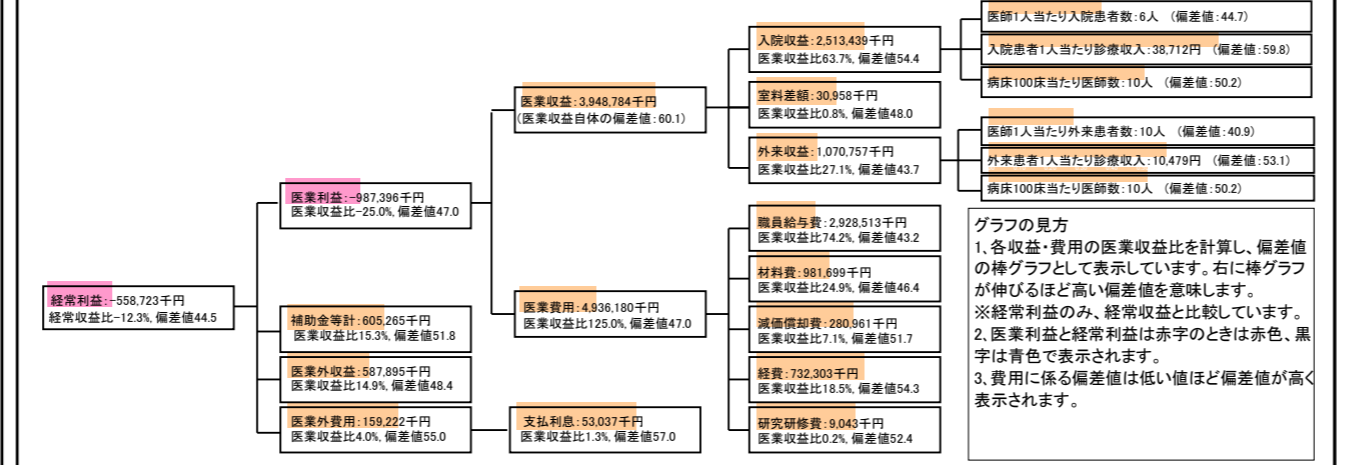 経常利益:-558,723千円
経常収益比-12.3%, 偏差値44.5
医業利益:-987,396千円
医業収益比-25.0%, 偏差値47.0
補助金等計:605,265千円
医業収益比15.3%, 偏差値51.8
医業外収益:587,895千円
医業収益比14.9%, 偏差値48.4
医業外費用:159,222千円
医業収益比4.0%, 偏差値55.0
支払利息:53,037千円
医業収益比1.3%, 偏差値57.0
医業収益:3,948,784千円
(医業収益自体の偏差値:60.1)
医業費用:4,936,180千円
医業収益比125.0%, 偏差値47.0
入院収益:2,513,439千円
医業収益比63.7%, 偏差値54.4
室料差額:30,958千円
医業収益比0.8%, 偏差値48.0
外来収益:1,070,757千円
医業収益比27.1%, 偏差値43.7
職員給与費:2,928,513千円
医業収益比74.2%, 偏差値43.2
材料費:981,699千円
医業収益比24.9%, 偏差値46.4
減価償却費:280,961千円
医業収益比7.1%, 偏差値51.7
経費:732,303千円
医業収益比18.5%, 偏差値54.3
研究研修費:9,043千円
医業収益比0.2%, 偏差値52.4
医師1人当たり入院患者数:6人 (偏差値:44.7)
入院患者1人当たり診療収入:38,712円 (偏差値:59.8)
病床100床当たり医師数:10人 (偏差値:50.2)
医師1人当たり外来患者数:10人 (偏差値:40.9)
外来患者1人当たり診療収入:10,479円 (偏差値:53.1)
病床100床当たり医師数:10人 (偏差値:50.2)
グラフの見方
1、各収益・費用の医業収益比を計算し、偏差値
の棒グラフとして表示しています。右に棒グラフ
が伸びるほど高い偏差値を意味します。
※経常利益のみ、経常収益と比較しています。
2、医業利益と経常利益は赤字のときは赤色、黒
字は青色で表示されます。
3、費用に係る偏差値は低い値ほど偏差値が高く
表示されます。